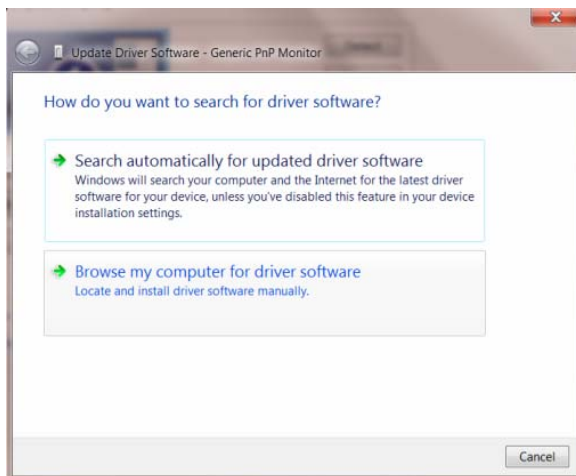 Update Driver Software - Generic PnP Monitor
How do you want to search for driver software?
Search automatically for updated driver software
Windows will search your computer and the Internet for the latest driver
software for your device, unless you've disabled this feature in your device
installation settings.
Browse my computer for driver software
Locate and install driver software manually.
Cancel